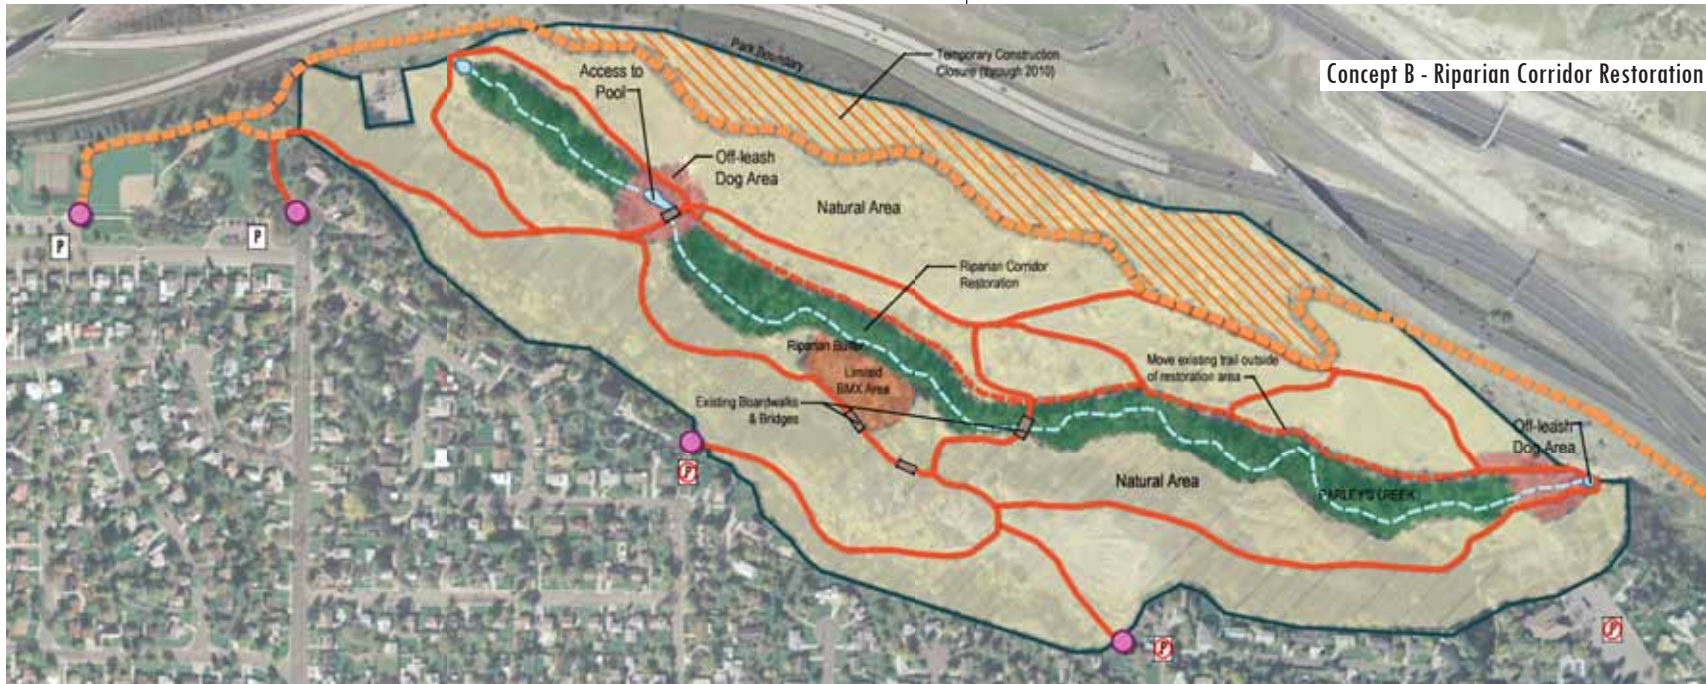 Concept B - Riparian Corridor Restoration
Park Boundary
Temporary Construction
Closure (through 2010)
Access to
Pool
Off-leash
Dog Area
Natural Area
Riparian Corridor
Restoration
Riparian Buffer
Limited
BMX Area
Existing Boardwalks
& Bridges
Move existing trail outside
of restoration area
Off-leash
Dog Area
Natural Area
PARLEY'S CREEK
P
P
P
P
P